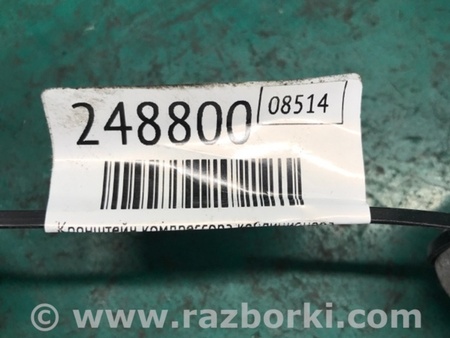 248800
08514
Кронштейн компрессора кондиционера
www.razborki.com